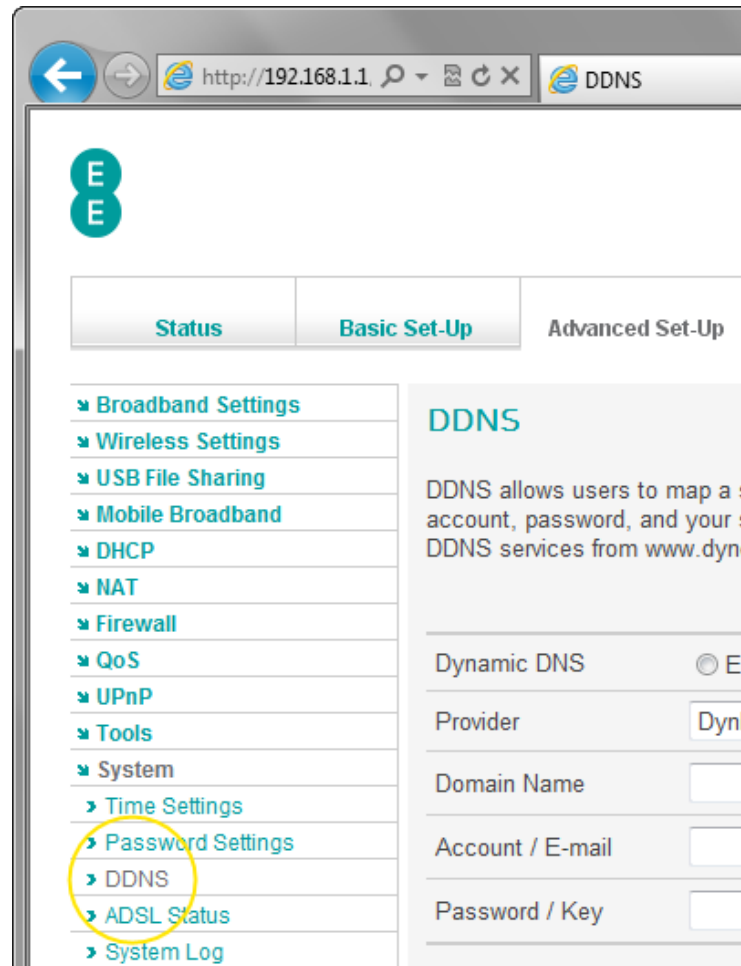 http://192.168.1.1
DDNS
E
E
Status
Basic Set-Up
Advanced Set-Up
Broadband Settings
Wireless Settings
USB File Sharing
Mobile Broadband
DHCP
NAT
Firewall
QoS
UPnP
Tools
System
Time Settings
Password Settings
DDNS
ADSL Status
System Log
DDNS
DDNS allows users to map a
account, password, and your
DDNS services from www.dyn
Dynamic DNS E
Provider Dyn
Domain Name
Account / E-mail
Password / Key